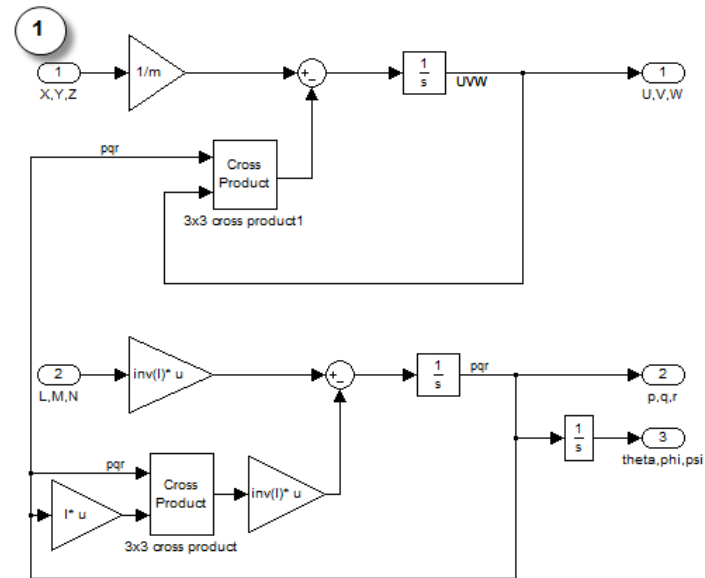 1
1
X,Y,Z
1/m
+
−
1
s
UVW
1
U,V,W
pqr
Cross
Product
3x3 cross product1
2
L,M,N
inv(I)* u
+
−
1
s
pqr
2
p,q,r
1
s
3
theta,phi,psi
pqr
I* u
Cross
Product
3x3 cross product
inv(I)* u